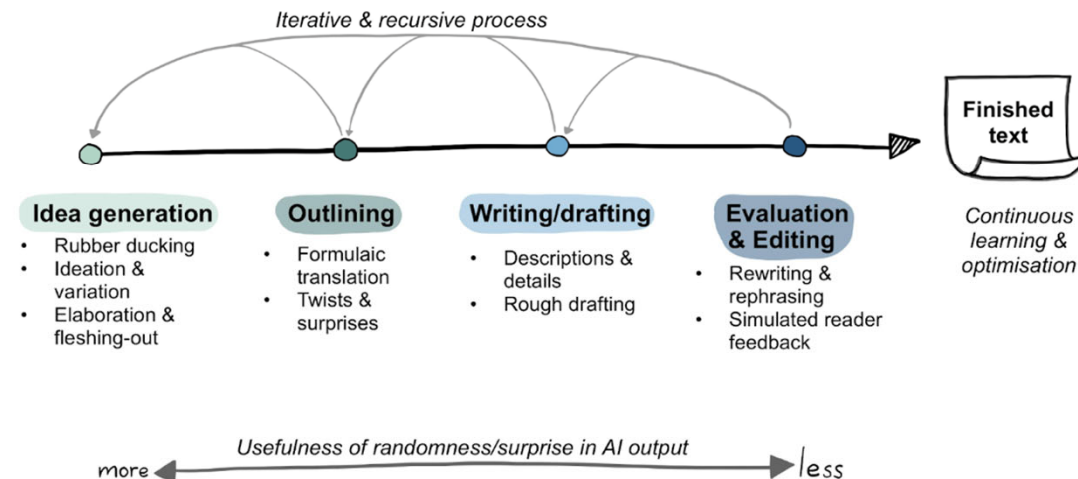 Iterative & recursive process
Finished
text
Idea generation
• Rubber ducking
• Ideation &
variation
• Elaboration &
fleshing-out
Outlining
• Formulaic
translation
• Twists &
surprises
Writing/drafting
• Descriptions &
details
• Rough drafting
Evaluation
& Editing
• Rewriting &
rephrasing
• Simulated reader
feedback
Continuous
learning &
optimisation
Usefulness of randomness/surprise in AI output
more
less